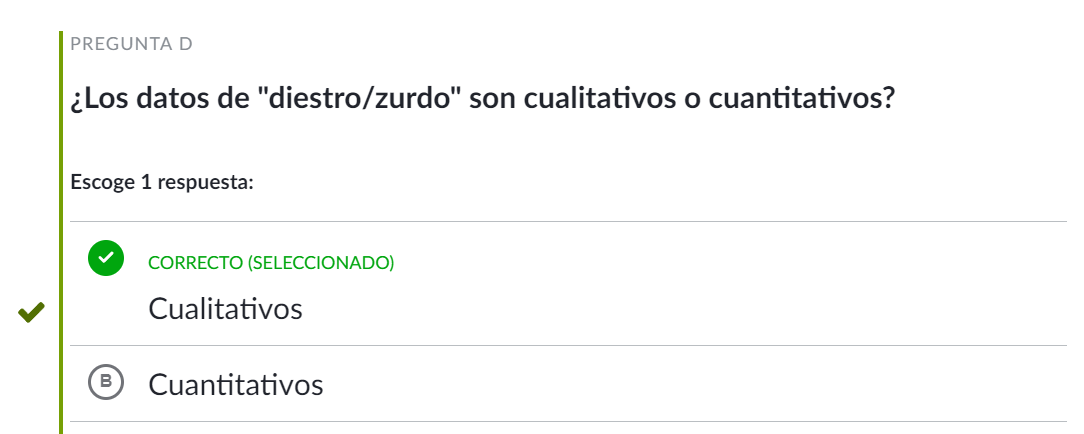 PREGUNTA D
¿Los datos de "diestro/zurdo" son cualitativos o cuantitativos?
Escoge 1 respuesta:
CORRECTO (SELECCIONADO)
Cualitativos
B
Cuantitativos